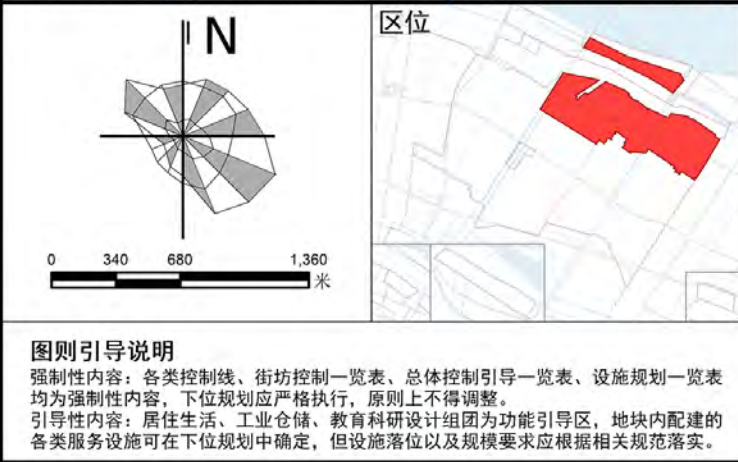 N
区位
0 340 680 1,360
米
图则引导说明
强制性内容：各类控制线、街坊控制一览表、总体控制引导一览表、设施规划一览表
均为强制性内容，下位规划应严格执行，原则上不得调整。
引导性内容：居住生活、工业仓储、教育科研设计组团为功能引导区，地块内配建的
各类服务设施可在下位规划中确定，但设施落位以及规模要求应根据相关规范落实。